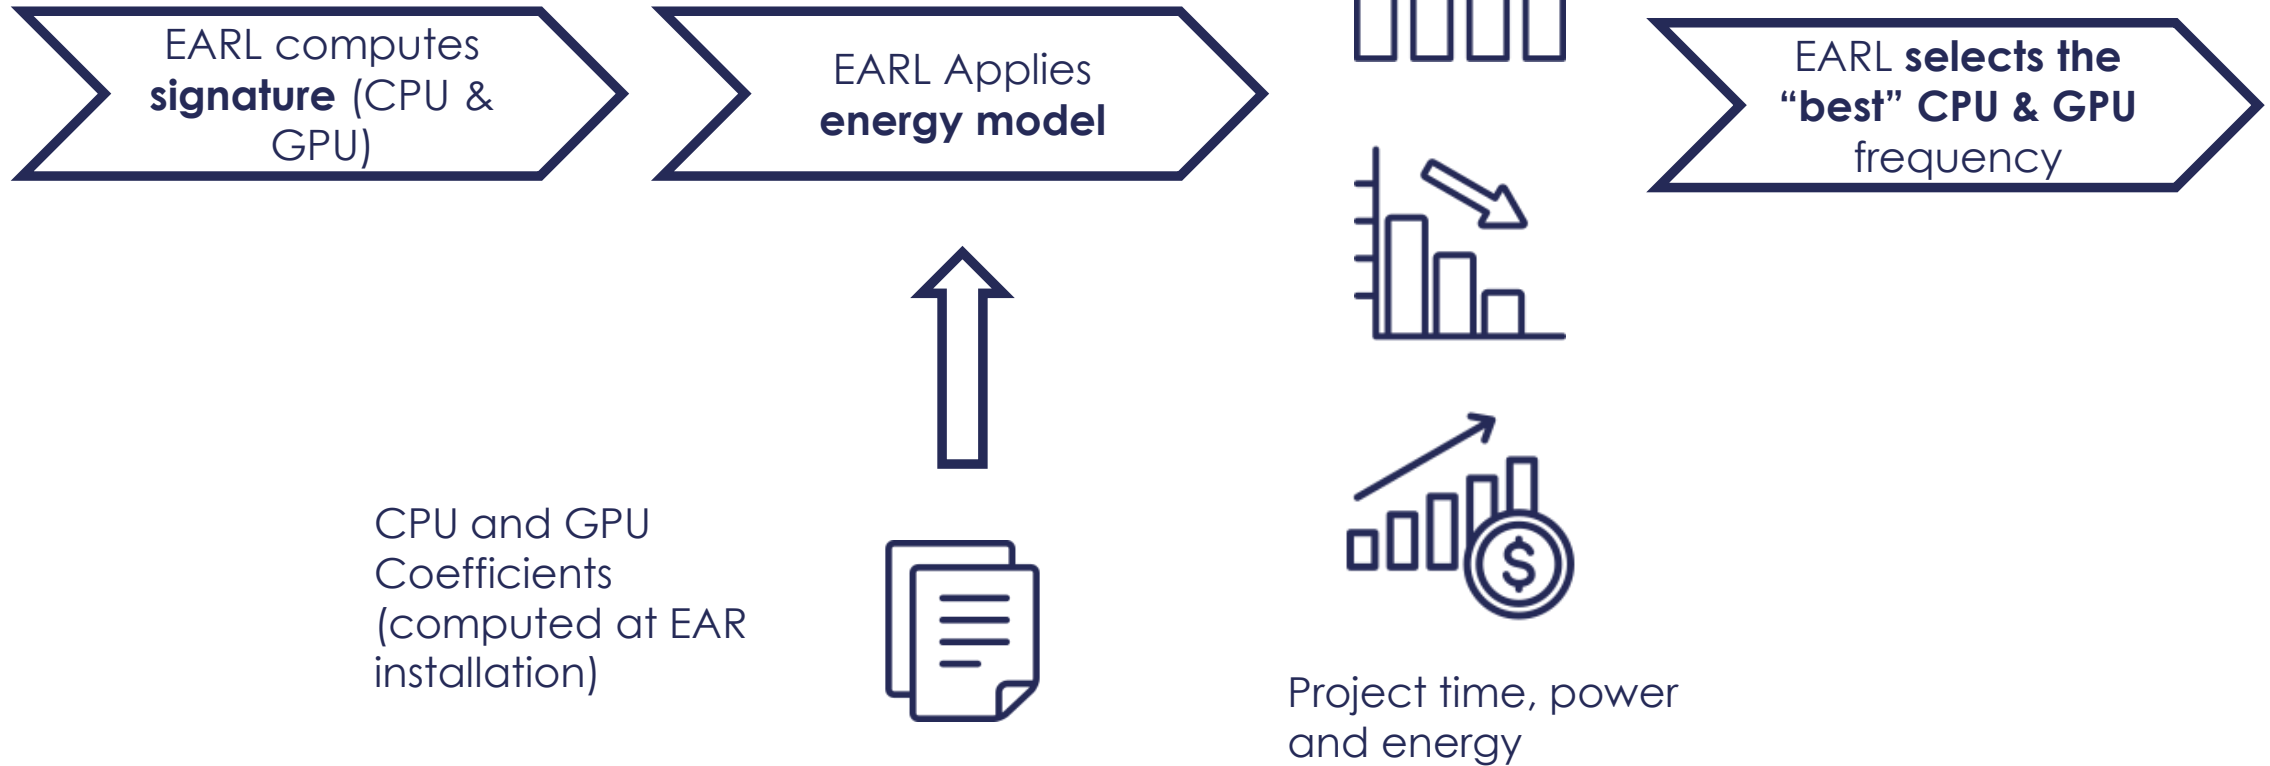 EARL computes
signature (CPU &
GPU)
EARL Applies
energy model
EARL selects the
“best” CPU & GPU
frequency
CPU and GPU
Coefficients
(computed at EAR
installation)
$
Project time, power
and energy